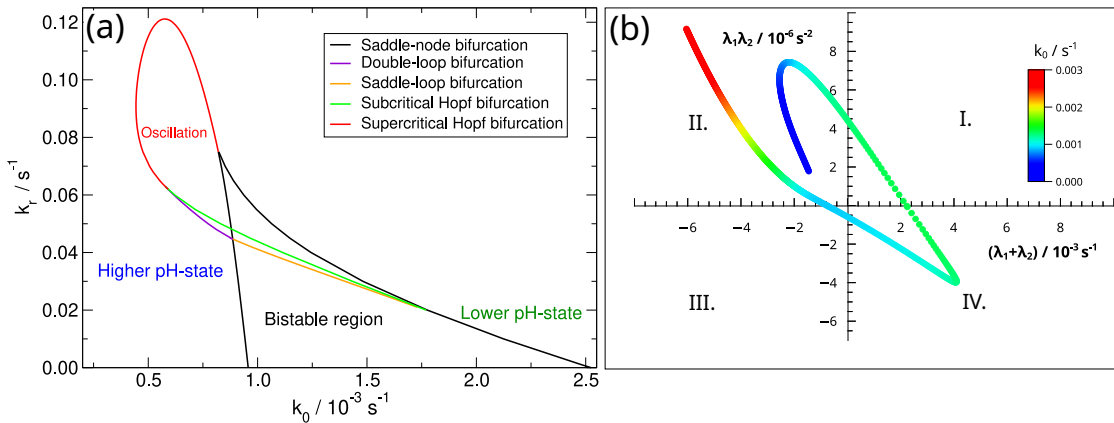 (a)
0.12
0.10
0.08
0.06
0.04
0.02
0.00
k_r / s⁻¹
0.5
1.0
1.5
2.0
2.5
k₀ / 10⁻³ s⁻¹
Saddle-node bifurcation
Double-loop bifurcation
Saddle-loop bifurcation
Subcritical Hopf bifurcation
Supercritical Hopf bifurcation
Oscillation
Higher pH-state
Bistable region
Lower pH-state
(b)
λ₁λ₂ / 10⁻⁶ s⁻²
k₀ / s⁻¹
0.003
0.002
0.001
0.000
I.
II.
III.
IV.
8
6
4
2
−2
−4
−6
−6
−4
−2
0
2
4
6
8
(λ₁+λ₂) / 10⁻³ s⁻¹